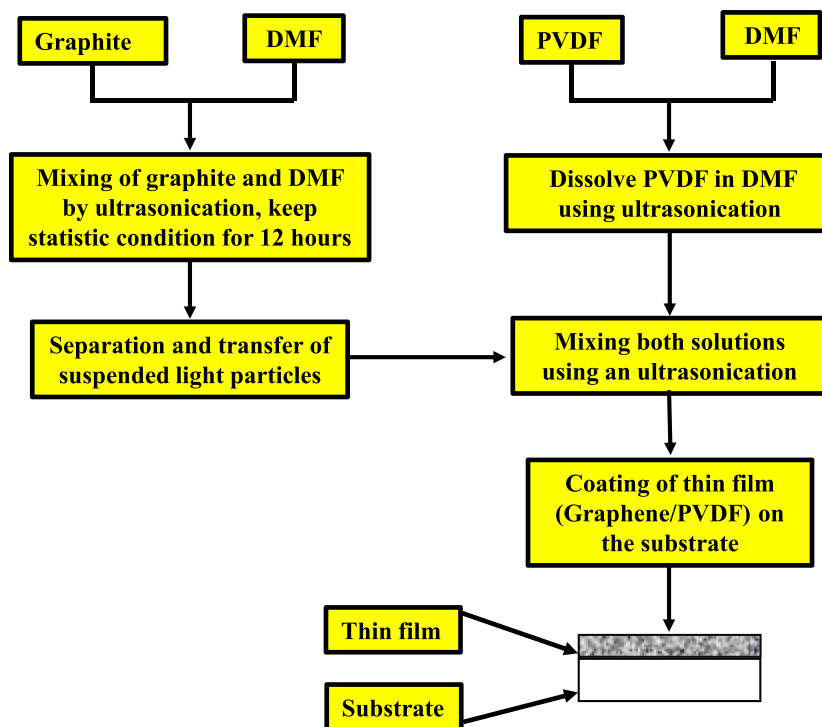 Graphite
DMF
PVDF
DMF
Mixing of graphite and DMF
by ultrasonication, keep
statistic condition for 12 hours
Dissolve PVDF in DMF
using ultrasonication
Separation and transfer of
suspended light particles
Mixing both solutions
using an ultrasonication
Coating of thin film
(Graphene/PVDF) on
the substrate
Thin film
Substrate